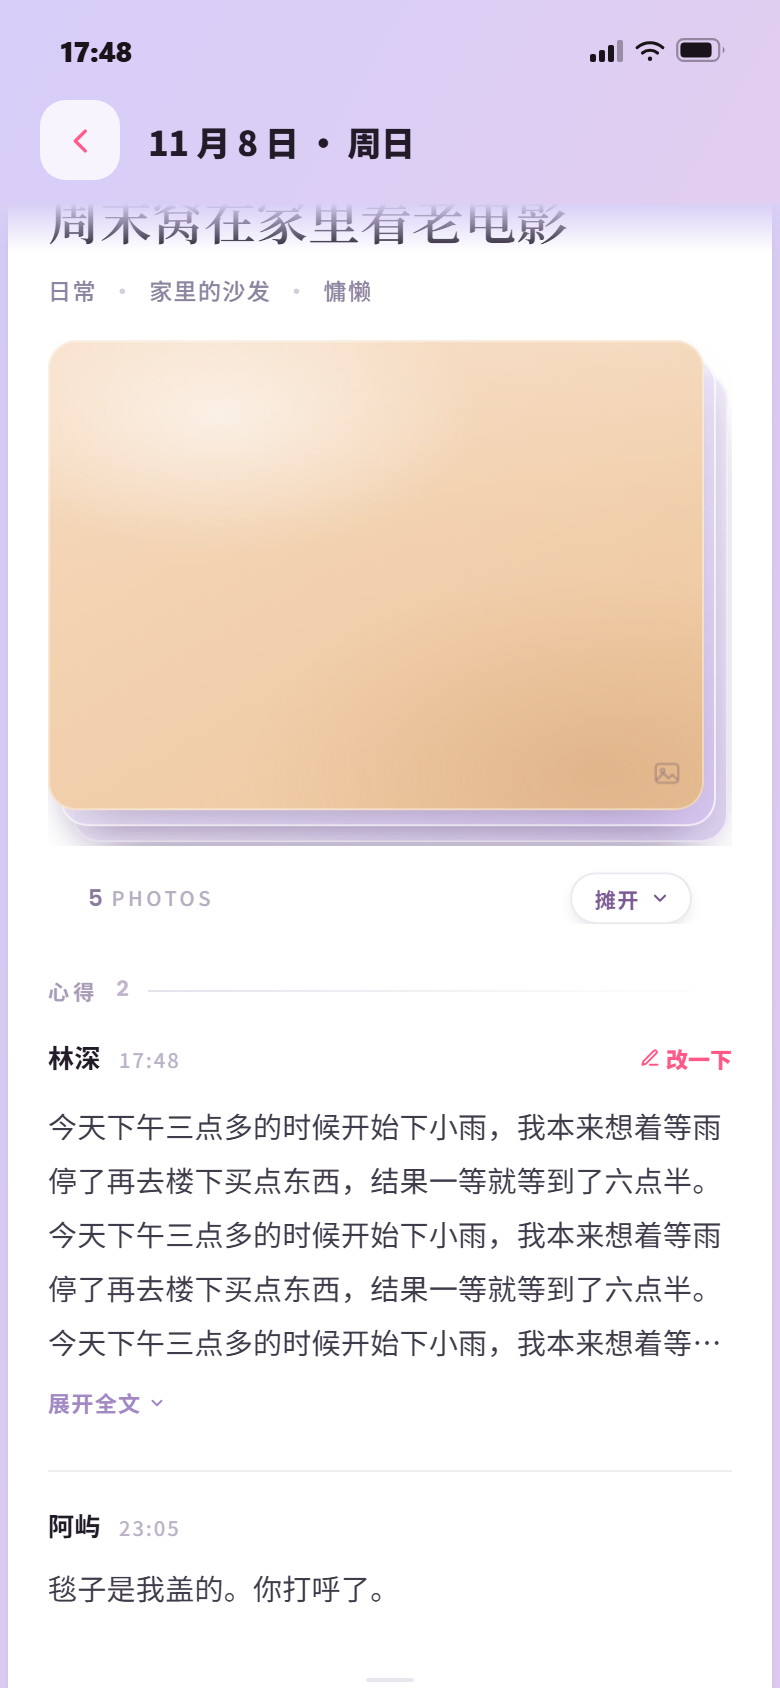 17:48
11月8日 · 周日
周末窝在家里看老电影
日常 · 家里的沙发 · 慵懒
5 PHOTOS
摊开
心得 2
林深 17:48
改一下
今天下午三点多的时候开始下小雨，我本来想着等雨
停了再去楼下买点东西，结果一等就等到了六点半。
今天下午三点多的时候开始下小雨，我本来想着等雨
停了再去楼下买点东西，结果一等就等到了六点半。
今天下午三点多的时候开始下小雨，我本来想着等…
展开全文
阿屿 23:05
毯子是我盖的。你打呼了。